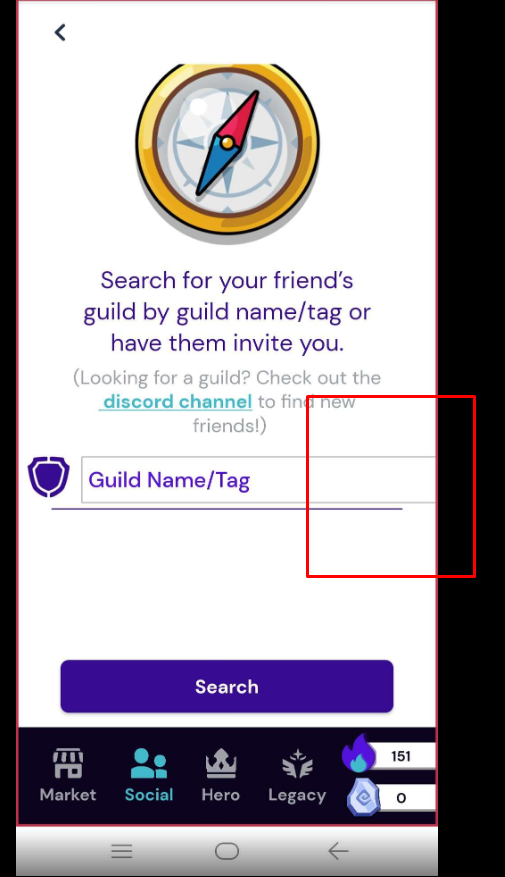 Search for your friend's
guild by guild name/tag or
have them invite you.
(Looking for a guild? Check out the
discord channel to find new
friends!)
Guild Name/Tag
Search
151
Market
Social
Hero
Legacy
0